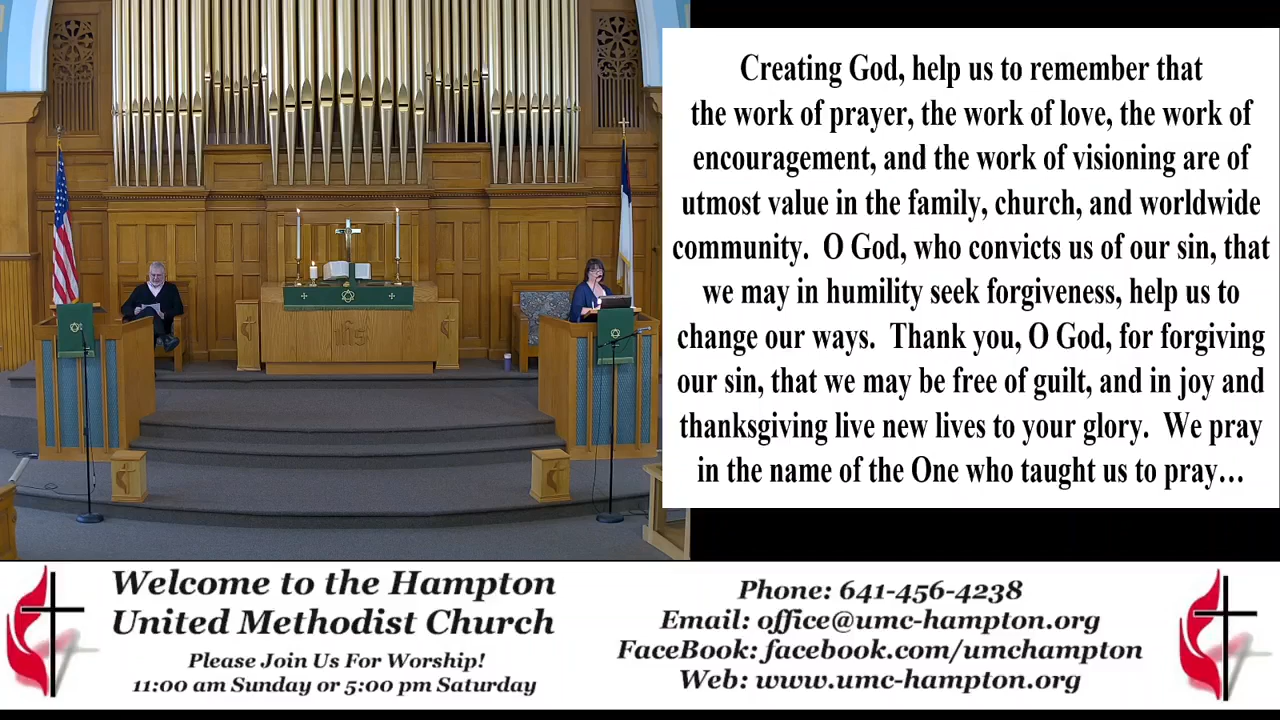 Creating God, help us to remember that
the work of prayer, the work of love, the work of
encouragement, and the work of visioning are of
utmost value in the family, church, and worldwide
community.  O God, who convicts us of our sin, that
we may in humility seek forgiveness, help us to
change our ways.  Thank you, O God, for forgiving
our sin, that we may be free of guilt, and in joy and
thanksgiving live new lives to your glory.  We pray
in the name of the One who taught us to pray…
IHS
Welcome to the Hampton
United Methodist Church
Please Join Us For Worship!
11:00 am Sunday or 5:00 pm Saturday
Phone: 641-456-4238
Email: office@umc-hampton.org
FaceBook: facebook.com/umchampton
Web: www.umc-hampton.org